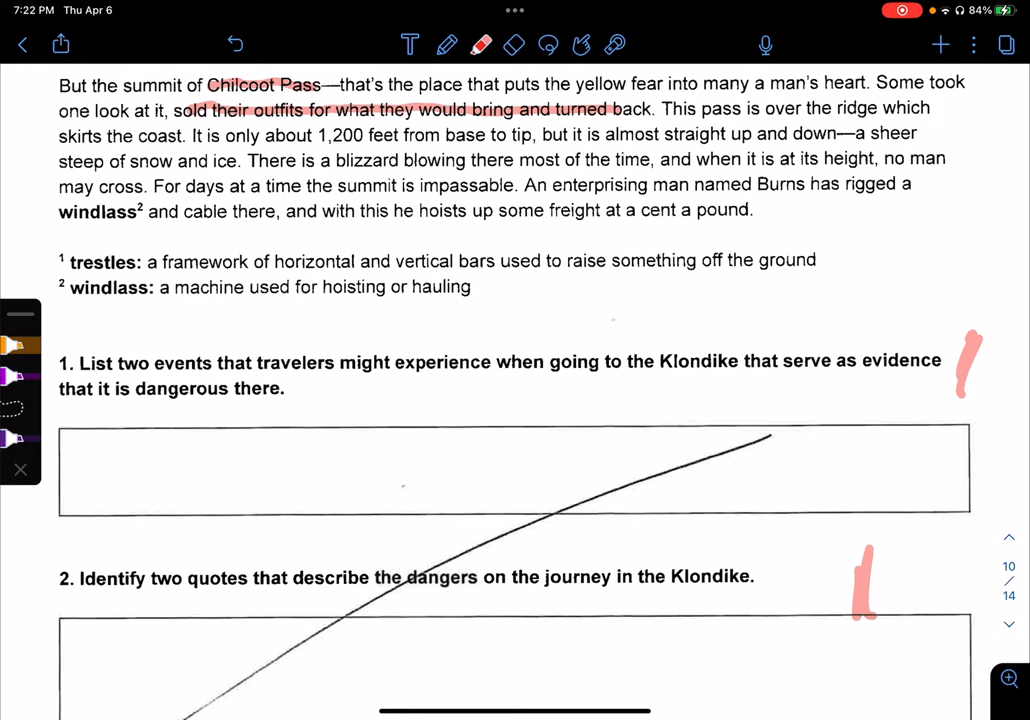 7:22 PM Thu Apr 6
84%
But the summit of Chilcoot Pass—that's the place that puts the yellow fear into many a man's heart. Some took
one look at it, sold their outfits for what they would bring and turned back. This pass is over the ridge which
skirts the coast. It is only about 1,200 feet from base to tip, but it is almost straight up and down—a sheer
steep of snow and ice. There is a blizzard blowing there most of the time, and when it is at its height, no man
may cross. For days at a time the summit is impassable. An enterprising man named Burns has rigged a
windlass² and cable there, and with this he hoists up some freight at a cent a pound.
¹ trestles: a framework of horizontal and vertical bars used to raise something off the ground
² windlass: a machine used for hoisting or hauling
1. List two events that travelers might experience when going to the Klondike that serve as evidence
that it is dangerous there.
2. Identify two quotes that describe the dangers on the journey in the Klondike.
10
/
14